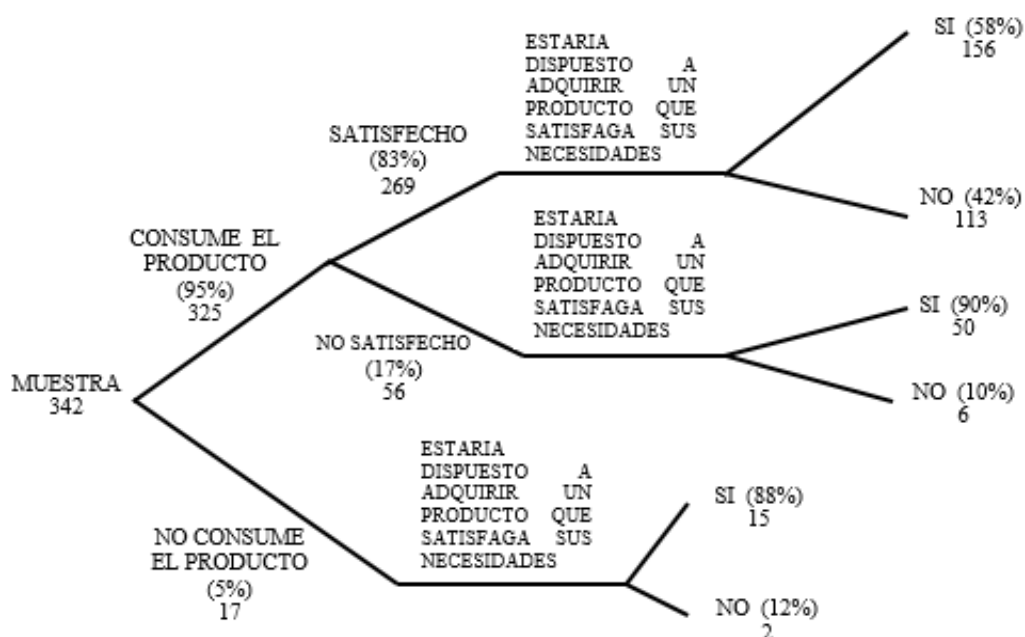 MUESTRA
342
CONSUME EL
PRODUCTO
(95%)
325
SATISFECHO
(83%)
269
ESTARIA
DISPUESTO A
ADQUIRIR UN
PRODUCTO QUE
SATISFAGA SUS
NECESIDADES
SI (58%)
156
NO (42%)
113
NO SATISFECHO
(17%)
56
ESTARIA
DISPUESTO A
ADQUIRIR UN
PRODUCTO QUE
SATISFAGA SUS
NECESIDADES
SI (90%)
50
NO (10%)
6
NO CONSUME
EL PRODUCTO
(5%)
17
ESTARIA
DISPUESTO A
ADQUIRIR UN
PRODUCTO QUE
SATISFAGA SUS
NECESIDADES
SI (88%)
15
NO (12%)
2